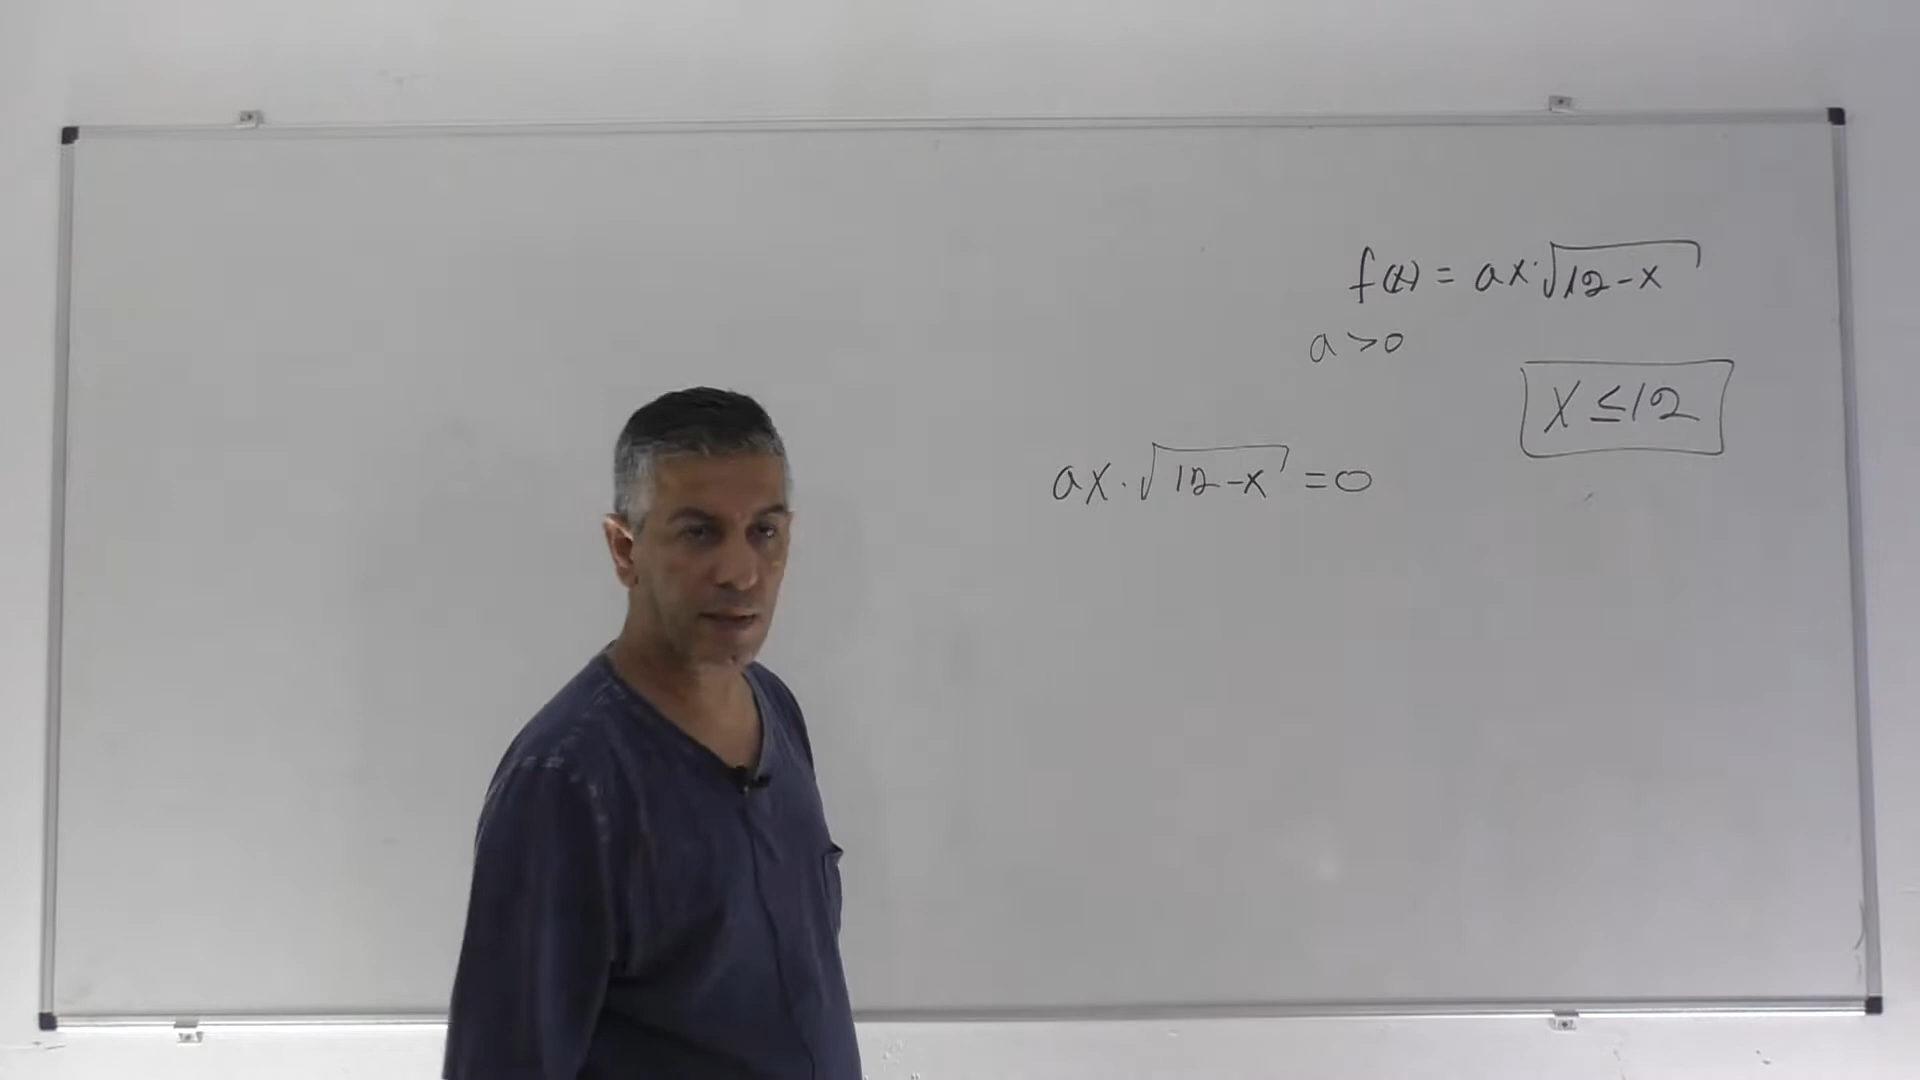 f(x) = ax·√12-x
a>0
x ≤ 12
ax·√12-x = 0